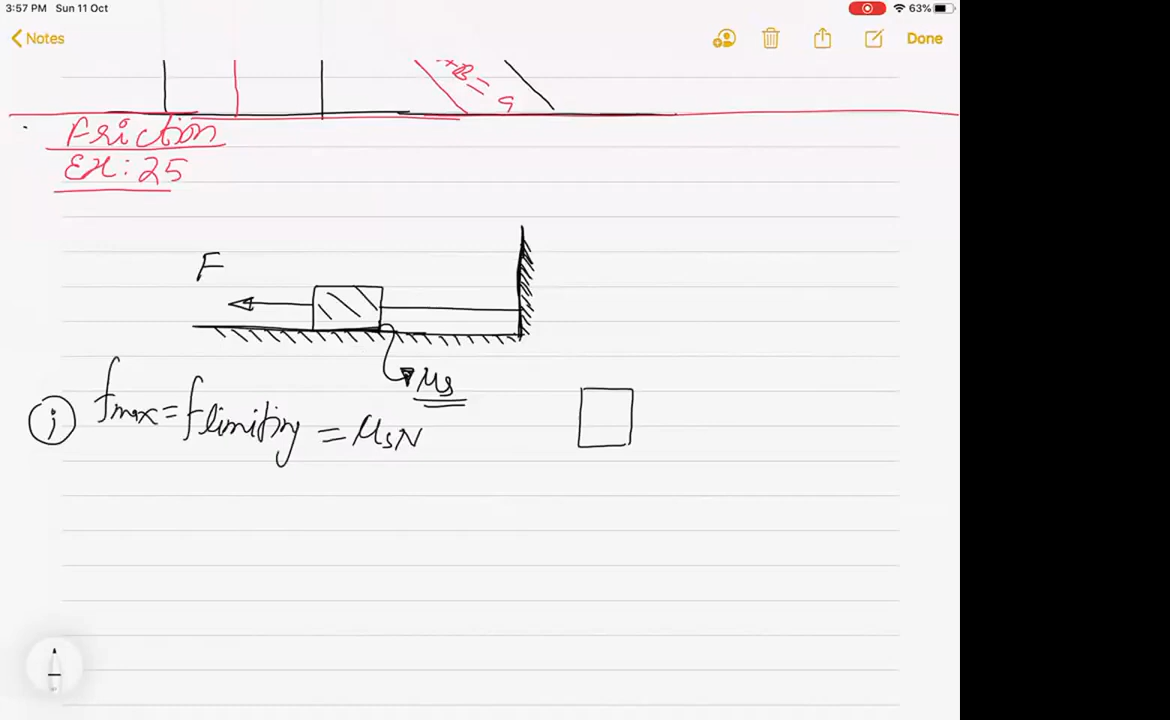 3:57 PM Sun 11 Oct
63%
Notes
Done
Friction
Ex: 25
F
μs
i fmax = flimiting = μsN